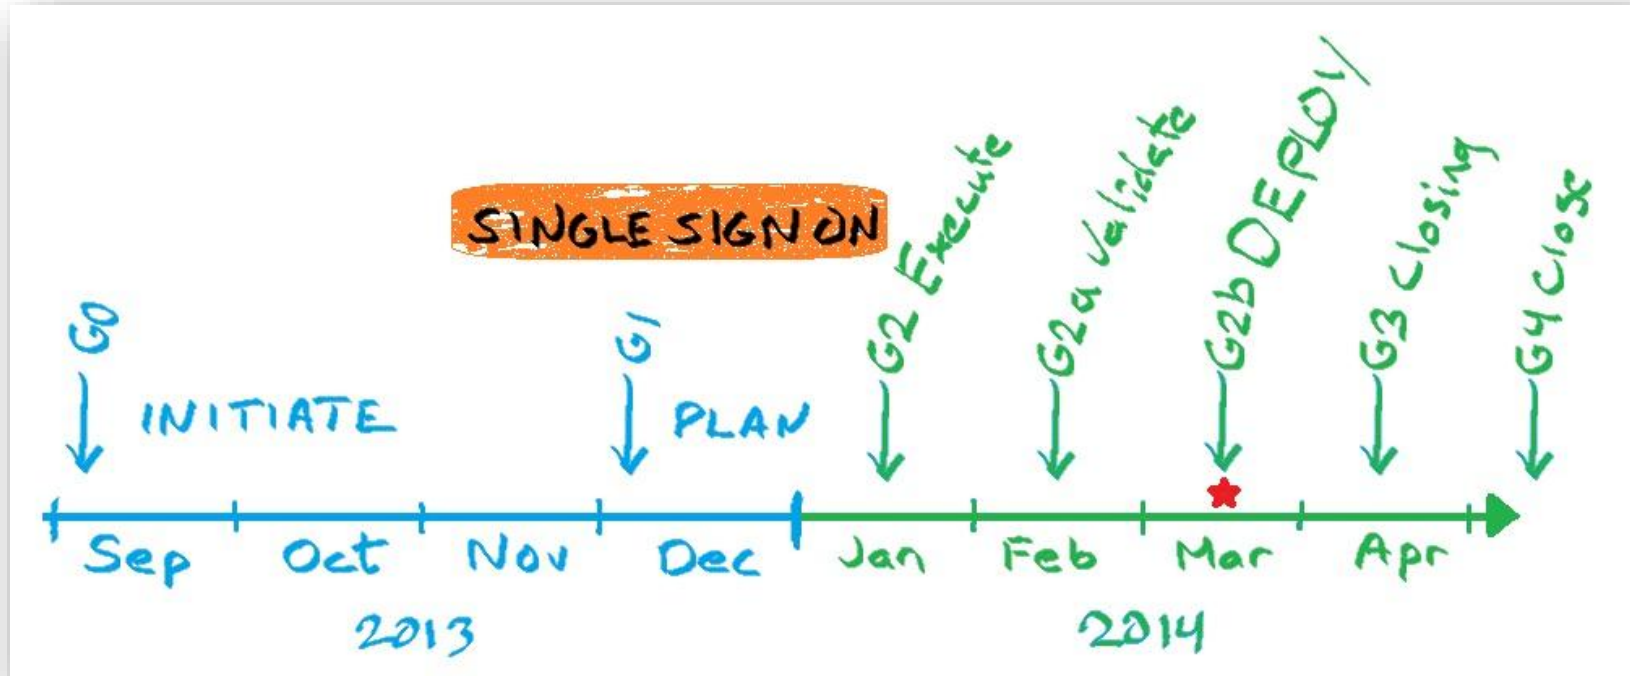 SINGLE SIGN ON
G0
INITIATE
G1
PLAN
G2 Execute
G2a Validate
G2b DEPLOY
G3 Closing
G4 Close
Sep Oct Nov Dec Jan Feb Mar Apr
2013 2014